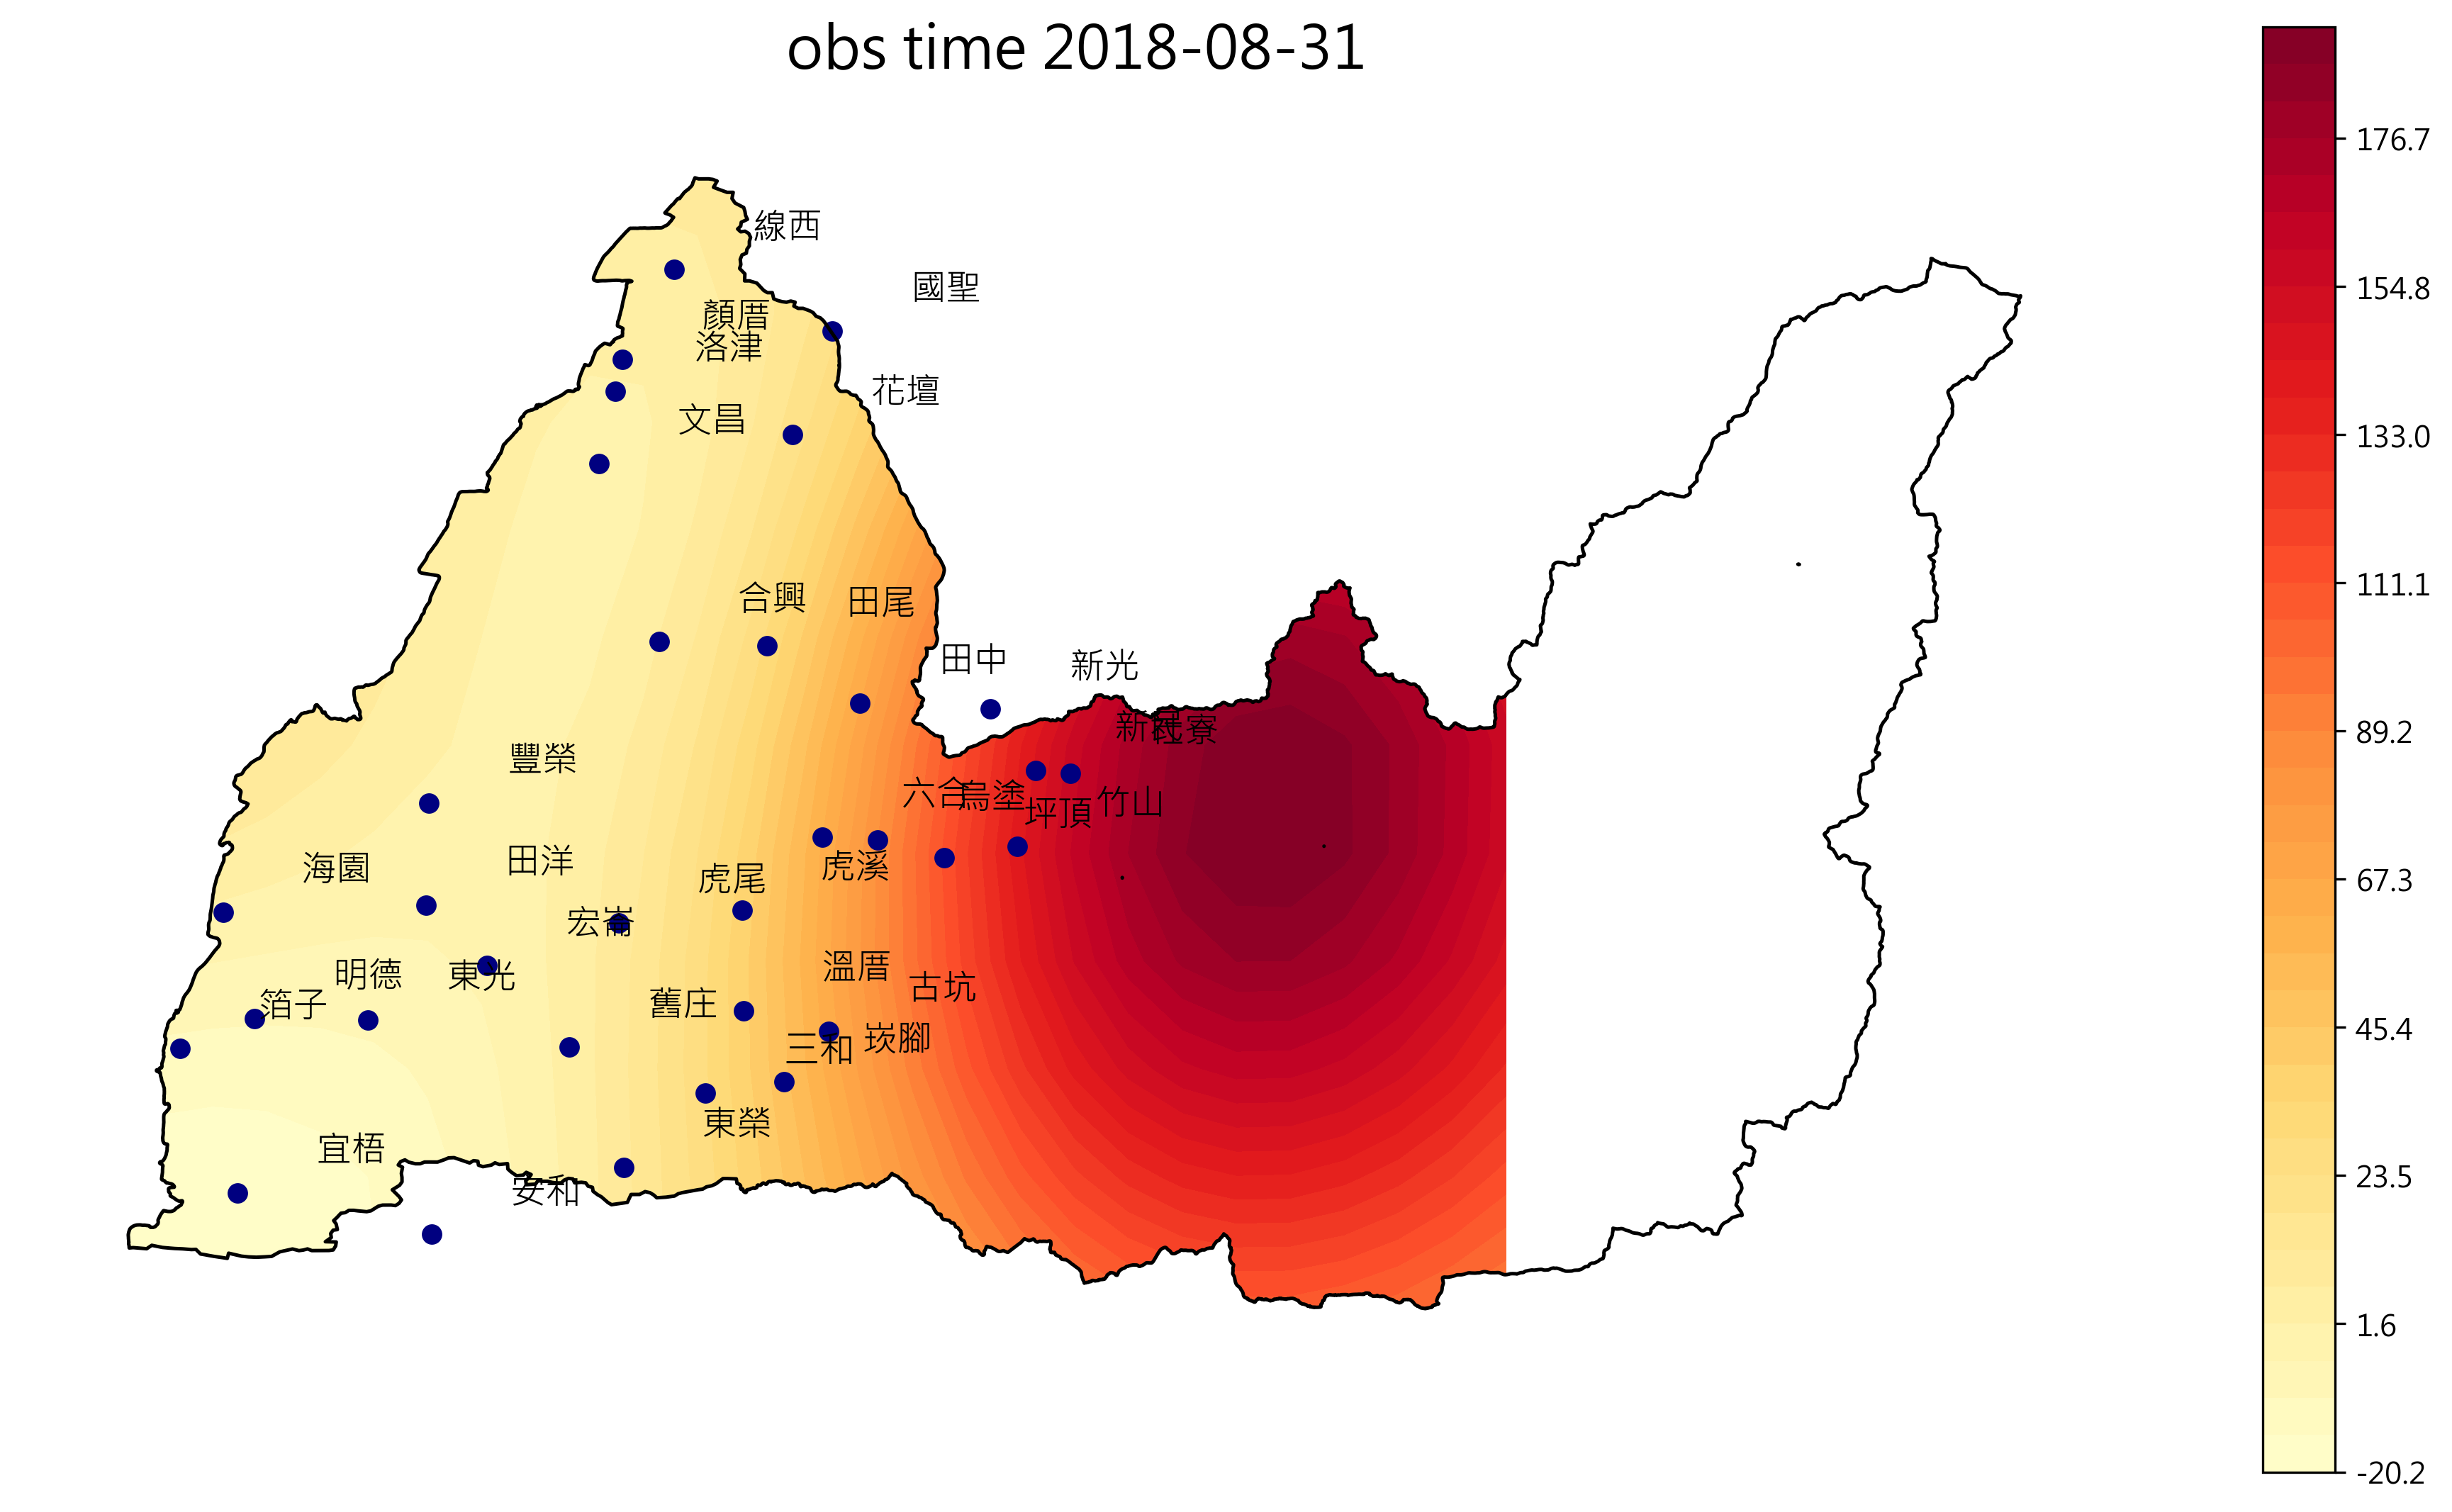 obs time 2018-08-31
線西
國聖
顏厝
洛津
花壇
文昌
合興
田尾
田中
新光
新民
社寮
豐榮
六合
烏塗
坪頂
竹山
海園
田洋
虎尾
虎溪
宏崙
明德
東光
溫厝
古坑
箔子
舊庄
三和
崁腳
東榮
宜梧
安和
176.7
154.8
133.0
111.1
89.2
67.3
45.4
23.5
1.6
-20.2